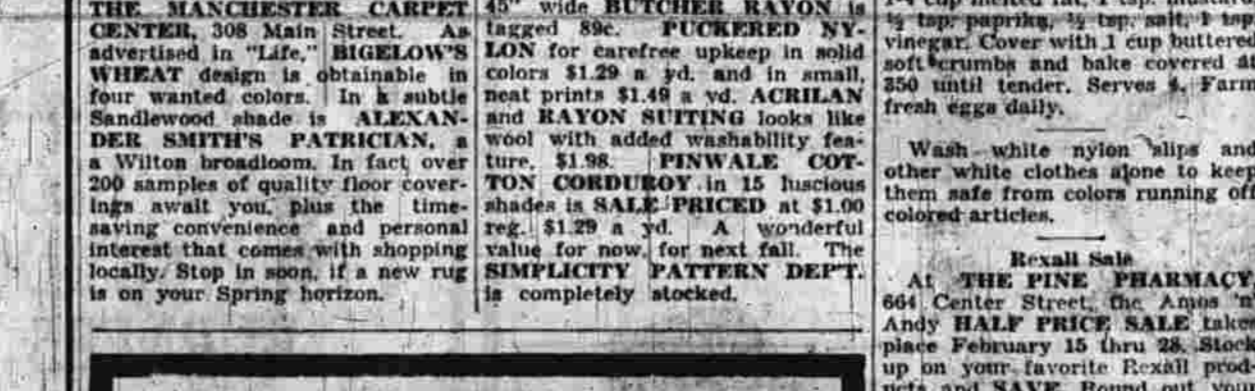 THE MANCHESTER CARPET
CENTER, 308 Main Street. As
advertised in "Life," BIGELOW'S
WHEAT design is obtainable in
four wanted colors. In a subtle
Sandlewood shade is ALEXAN-
DER SMITH'S PATRICIAN, a
a Wilton broadloom. In fact over
200 samples of quality floor cover-
ings await you, plus the time-
saving convenience and personal
interest that comes with shopping
locally. Stop in soon, if a new rug
is on your Spring horizon.
45" wide BUTCHER RAYON is
tagged 89c. PUCKERED NY-
LON for carefree upkeep in solid
colors $1.29 a yd. and in small,
neat prints $1.49 a yd. ACRILAN
and RAYON SUITING looks like
wool with added washability fea-
ture, $1.98. PINWALE COT-
TON CORDUROY in 15 luscious
shades is SALE PRICED at $1.00
reg. $1.29 a yd. A wonderful
value for now, for next fall. The
SIMPLICITY PATTERN DEPT.
is completely stocked.
cup melted fat, 1 tsp. mustard
½ tsp. paprika, ½ tsp. salt, 1 tsp
vinegar. Cover with 1 cup buttered
soft crumbs and bake covered at
350 until tender. Serves 4. Farm
fresh eggs daily.
Wash white nylon slips and
other white clothes alone to keep
them safe from colors running of
colored articles.
Rexall Sale
At THE PINE PHARMACY
664 Center Street, the Amos 'n
Andy HALF PRICE SALE takes
place February 15 thru 28. Stock
up on your favorite Rexall prod-
ucts and SAVE.